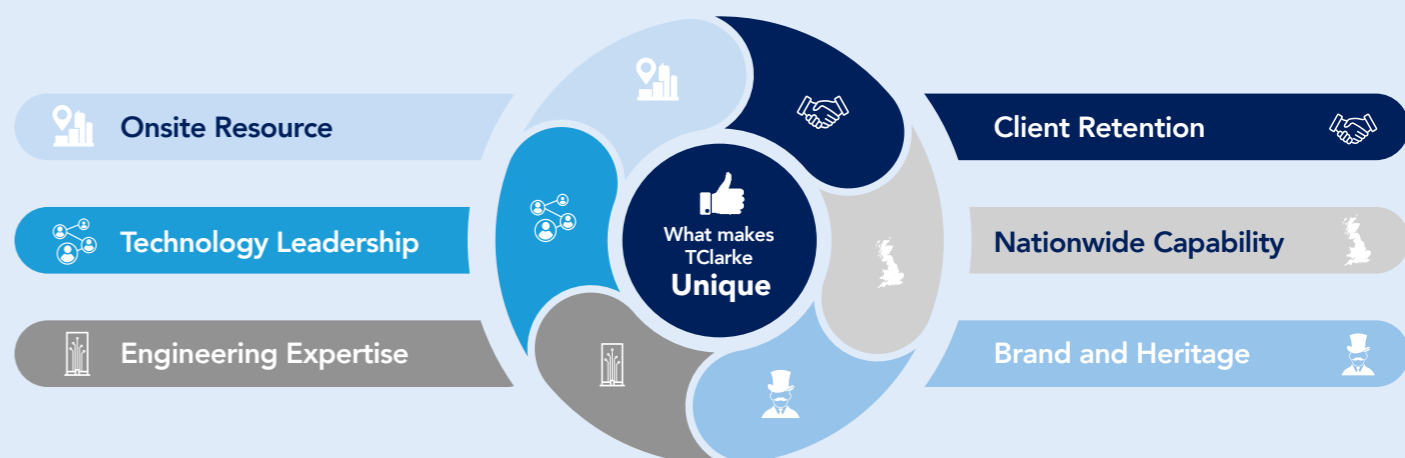 Onsite Resource
Technology Leadership
Engineering Expertise
What makes
TClarke
Unique
Client Retention
Nationwide Capability
Brand and Heritage